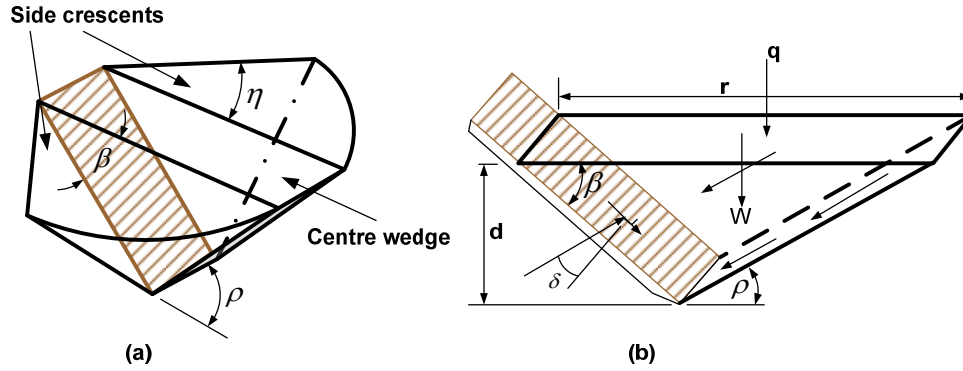 Side crescents
η
β
Centre wedge
ρ
(a)
q
r
β
W
d
δ
ρ
(b)